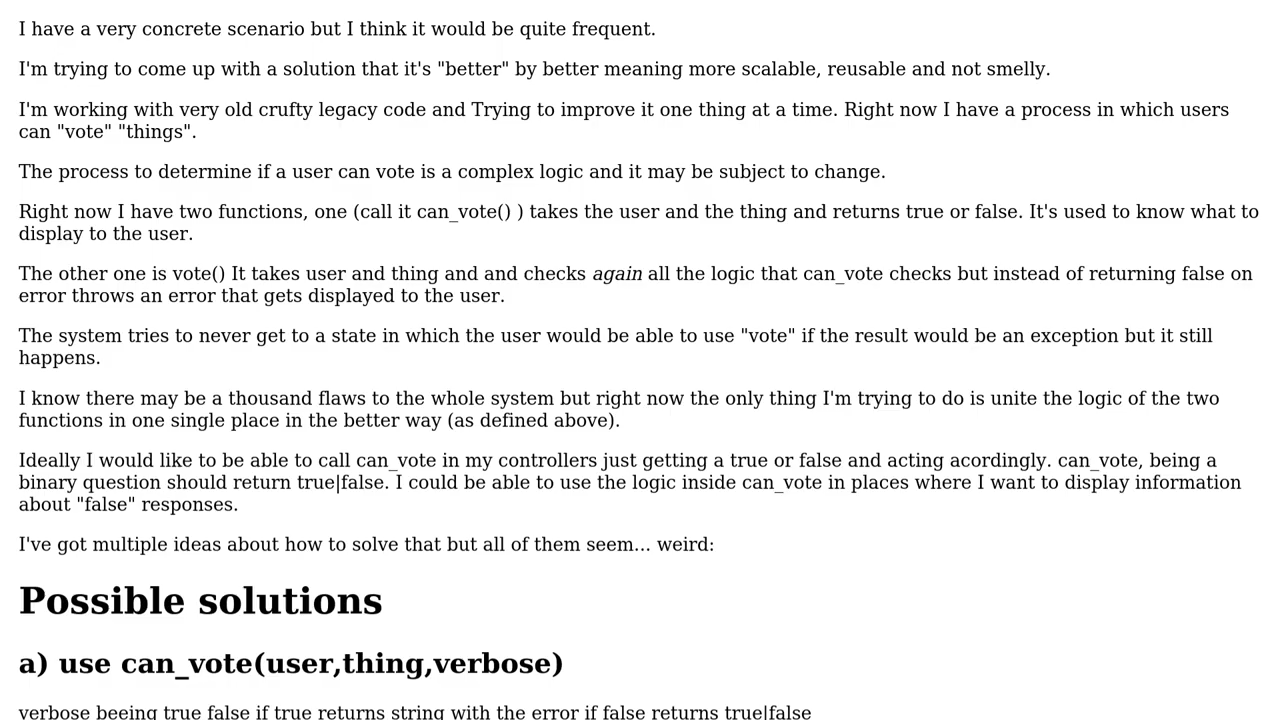 I have a very concrete scenario but I think it would be quite frequent.
I'm trying to come up with a solution that it's "better" by better meaning more scalable, reusable and not smelly.
I'm working with very old crufty legacy code and Trying to improve it one thing at a time. Right now I have a process in which users
can "vote" "things".
The process to determine if a user can vote is a complex logic and it may be subject to change.
Right now I have two functions, one (call it can_vote() ) takes the user and the thing and returns true or false. It's used to know what to
display to the user.
The other one is vote() It takes user and thing and and checks again all the logic that can_vote checks but instead of returning false on
error throws an error that gets displayed to the user.
The system tries to never get to a state in which the user would be able to use "vote" if the result would be an exception but it still
happens.
I know there may be a thousand flaws to the whole system but right now the only thing I'm trying to do is unite the logic of the two
functions in one single place in the better way (as defined above).
Ideally I would like to be able to call can_vote in my controllers just getting a true or false and acting acordingly. can_vote, being a
binary question should return true|false. I could be able to use the logic inside can_vote in places where I want to display information
about "false" responses.
I've got multiple ideas about how to solve that but all of them seem... weird:
Possible solutions
a) use can_vote(user,thing,verbose)
verbose beeing true false if true returns string with the error if false returns true|false